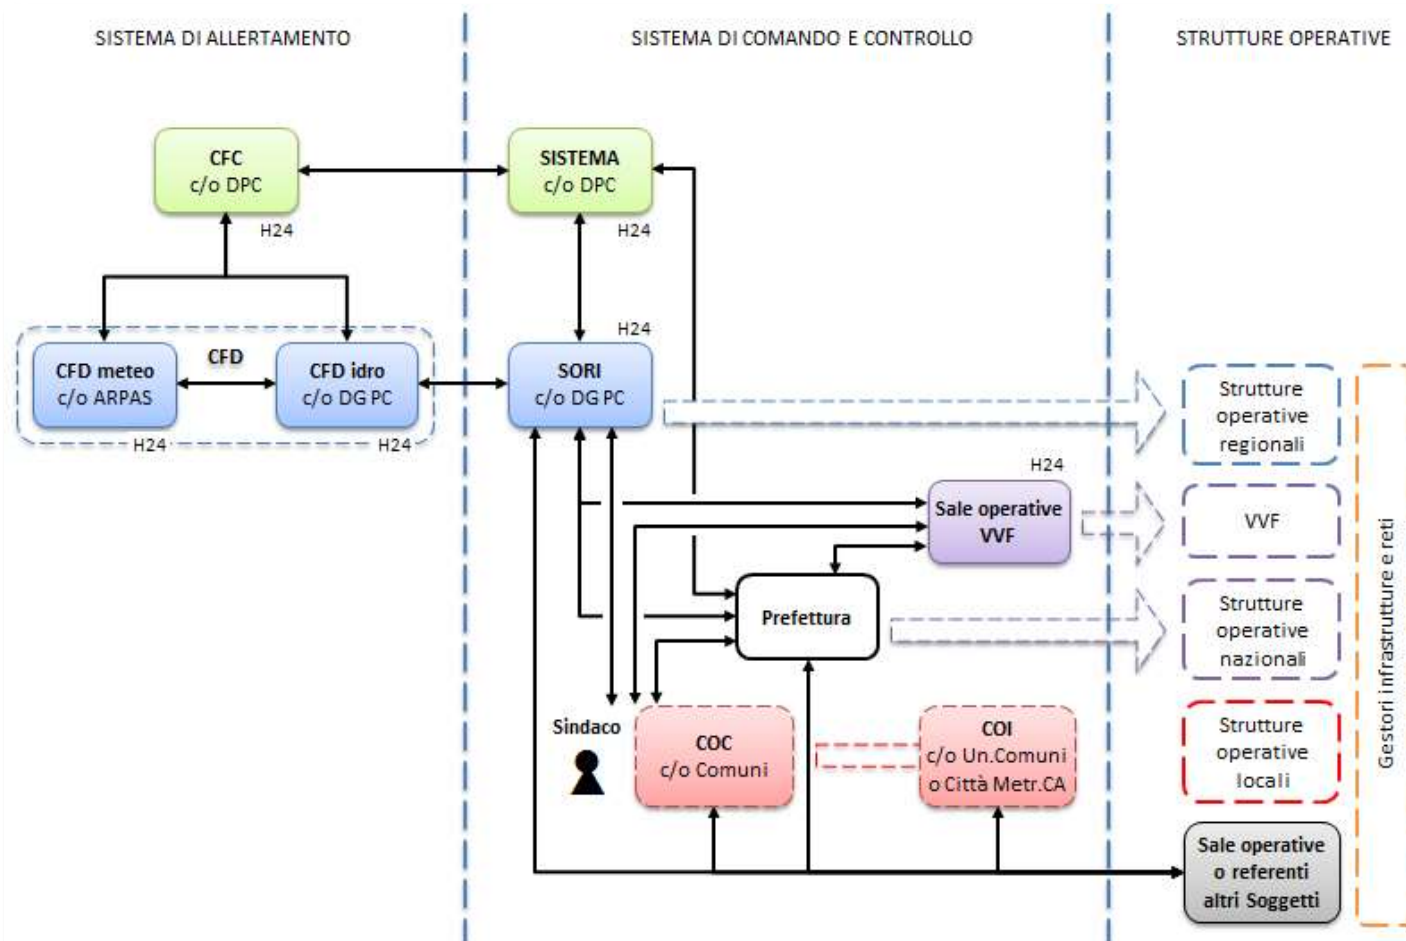 SISTEMA DI ALLERTAMENTO
SISTEMA DI COMANDO E CONTROLLO
STRUTTURE OPERATIVE
CFC
c/o DPC
H24
SISTEMA
c/o DPC
H24
CFD
CFD meteo
c/o ARPAS
H24
CFD idro
c/o DG PC
H24
H24
SORI
c/o DG PC
Strutture
operative
regionali
H24
Sale operative
VVF
VVF
Prefettura
Strutture
operative
nazionali
Sindaco
COC
c/o Comuni
COI
c/o Un.Comuni
o Città Metr.CA
Strutture
operative
locali
Sale operative
o referenti
altri Soggetti
Gestori infrastrutture e reti